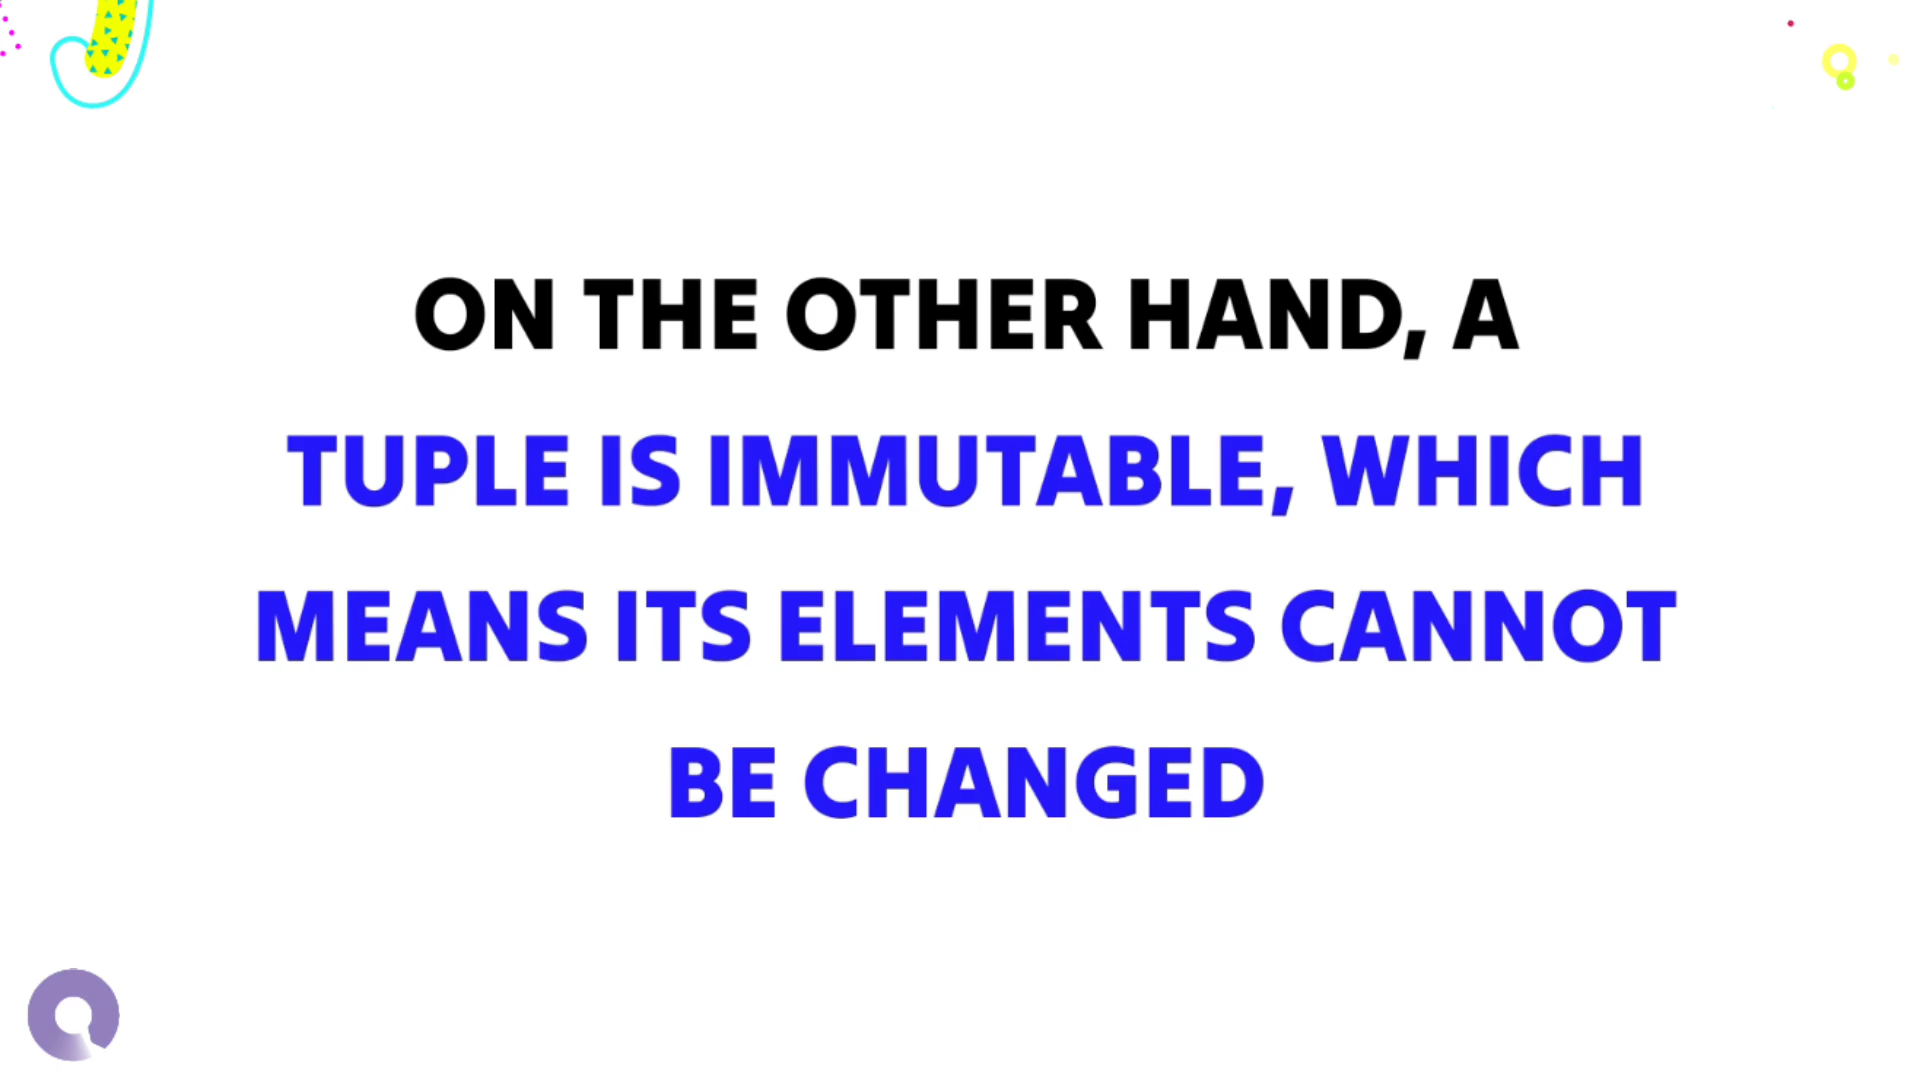 ON THE OTHER HAND, A
TUPLE IS IMMUTABLE, WHICH
MEANS ITS ELEMENTS CANNOT
BE CHANGED